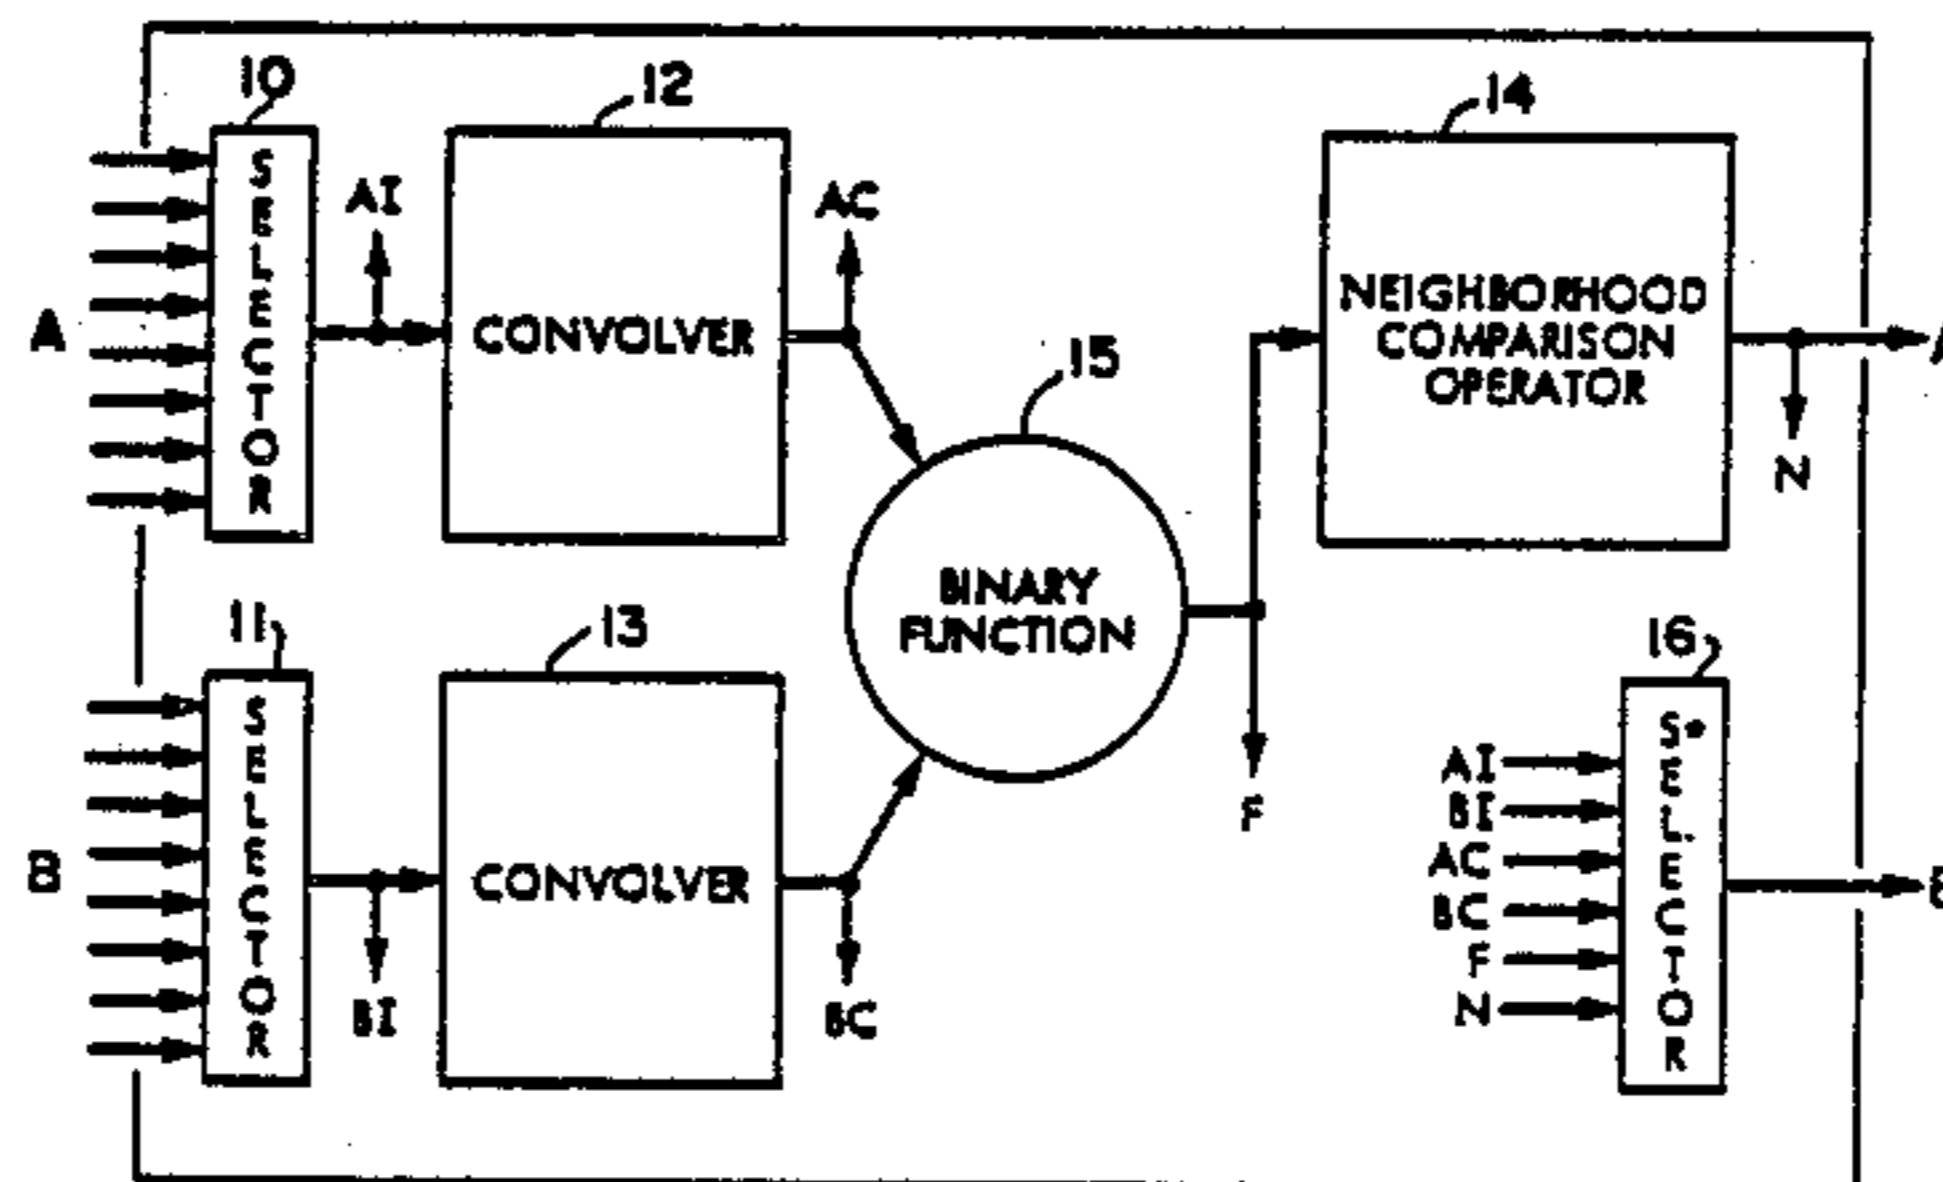 10
12
14
SELECTOR
AI
AC
A
CONVOLVER
NEIGHBORHOOD
COMPARISON
OPERATOR
N
15
BINARY
FUNCTION
11
13
16
SELECTOR
B
CONVOLVER
BI
BC
F
AI
BI
AC
BC
F
N
SELECTOR